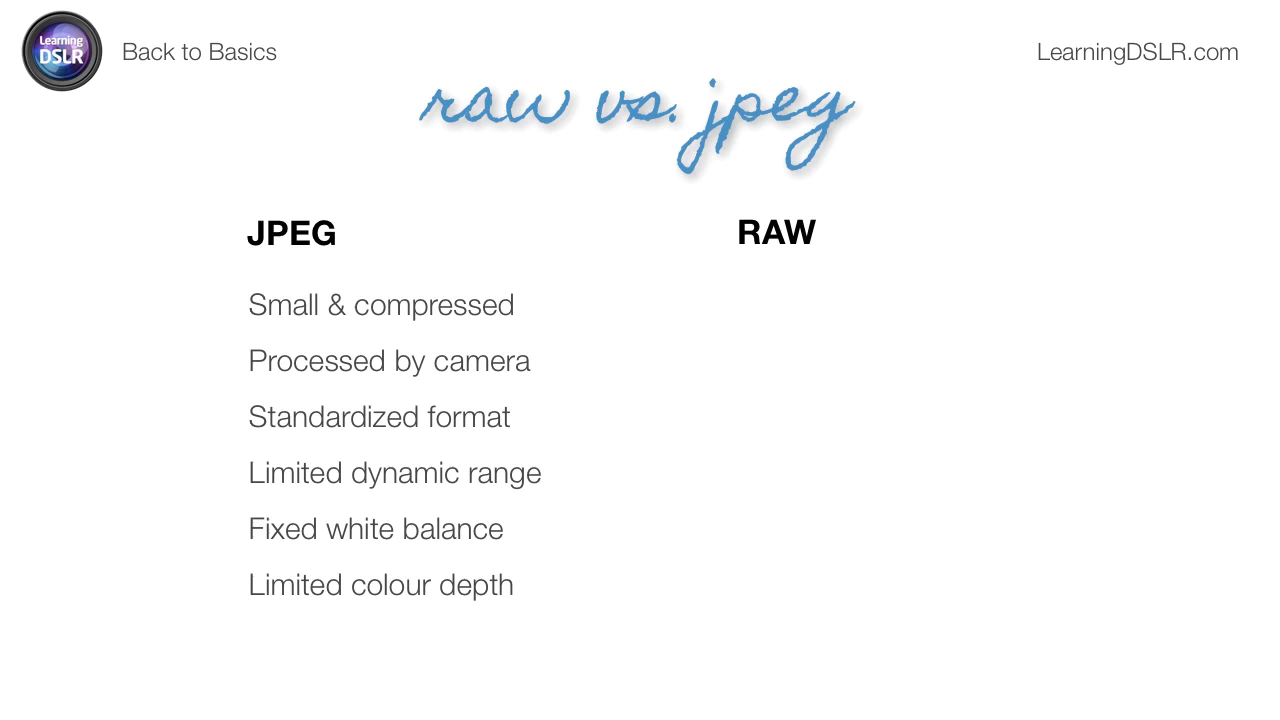 Learning
DSLR
Back to Basics
LearningDSLR.com
raw vs. jpeg
JPEG
RAW
Small & compressed
Processed by camera
Standardized format
Limited dynamic range
Fixed white balance
Limited colour depth